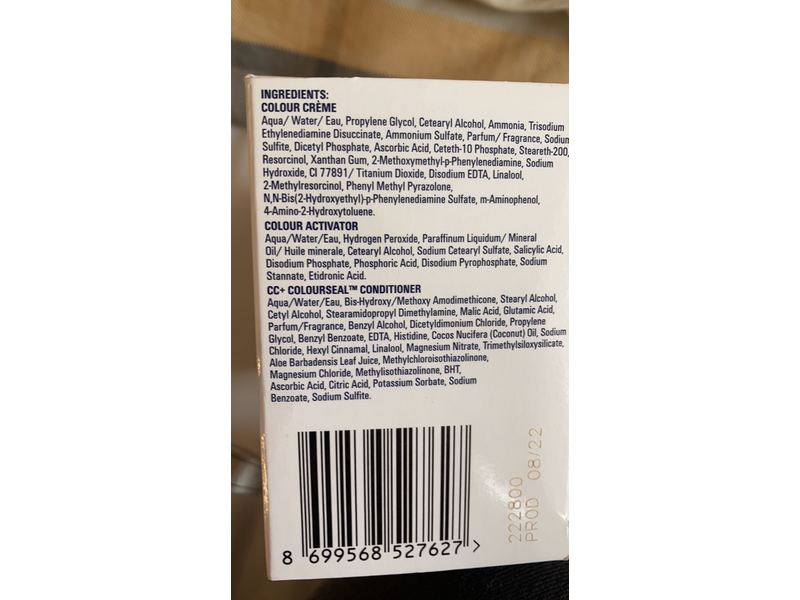 INGREDIENTS:
COLOUR CRÈME
Aqua/ Water/ Eau, Propylene Glycol, Cetearyl Alcohol, Ammonia, Trisodium
Ethylenediamine Disuccinate, Ammonium Sulfate, Parfum/ Fragrance, Sodium
Sulfite, Dicetyl Phosphate, Ascorbic Acid, Ceteth-10 Phosphate, Steareth-200,
Resorcinol, Xanthan Gum, 2-Methoxymethyl-p-Phenylenediamine, Sodium
Hydroxide, CI 77891/ Titanium Dioxide, Disodium EDTA, Linalool,
2-Methylresorcinol, Phenyl Methyl Pyrazolone,
N,N-Bis(2-Hydroxyethyl)-p-Phenylenediamine Sulfate, m-Aminophenol,
4-Amino-2-Hydroxytoluene.
COLOUR ACTIVATOR
Aqua/Water/Eau, Hydrogen Peroxide, Paraffinum Liquidum/ Mineral
Oil/ Huile minerale, Cetearyl Alcohol, Sodium Cetearyl Sulfate, Salicylic Acid,
Disodium Phosphate, Phosphoric Acid, Disodium Pyrophosphate, Sodium
Stannate, Etidronic Acid.
CC+ COLOURSEAL™ CONDITIONER
Aqua/Water/Eau, Bis-Hydroxy/Methoxy Amodimethicone, Stearyl Alcohol,
Cetyl Alcohol, Stearamidopropyl Dimethylamine, Malic Acid, Glutamic Acid,
Parfum/Fragrance, Benzyl Alcohol, Dicetyldimonium Chloride, Propylene
Glycol, Benzyl Benzoate, EDTA, Histidine, Cocos Nucifera (Coconut) Oil, Sodium
Chloride, Hexyl Cinnamal, Linalool, Magnesium Nitrate, Trimethylsiloxysilicate,
Aloe Barbadensis Leaf Juice, Methylchloroisothiazolinone,
Magnesium Chloride, Methylisothiazolinone, BHT,
Ascorbic Acid, Citric Acid, Potassium Sorbate, Sodium
Benzoate, Sodium Sulfite.
8 699568 527627 >
222800
PROD 08/22